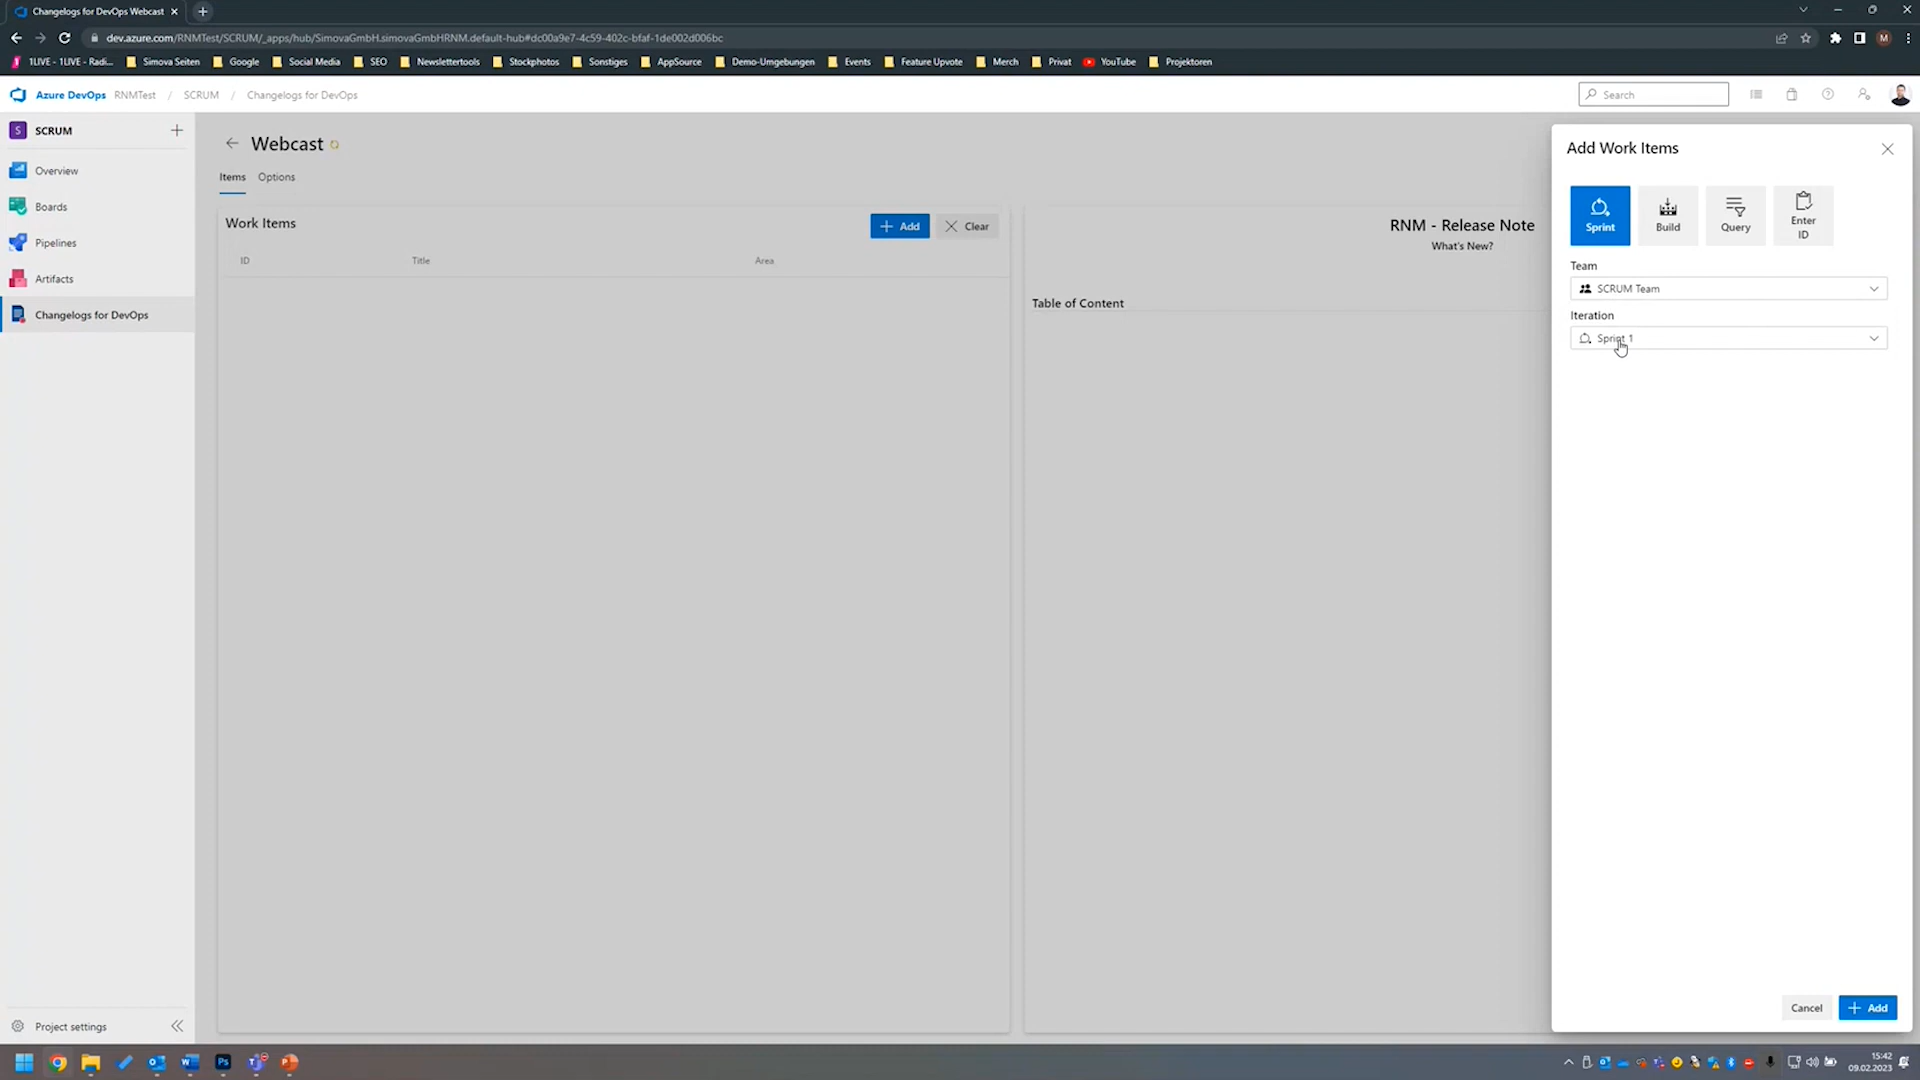 Changelogs for DevOps Webcast
dev.azure.com/RNMTest/SCRUM/_apps/hub/SimovaGmbH.simovaGmbHRNM.default-hub#dc00a9e7-4c59-402c-bfaf-1de002d006bc
1LIVE - 1LIVE - Radi...
Simova Seiten
Google
Social Media
SEO
Newslettertools
Stockphotos
Sonstiges
AppSource
Demo-Umgebungen
Events
Feature Upvote
Merch
Privat
YouTube
Projektoren
M
Azure DevOps
RNMTest / SCRUM / Changelogs for DevOps
Search
S SCRUM
Overview
Boards
Pipelines
Artifacts
Changelogs for DevOps
Project settings
Webcast
Items Options
Work Items
Add
Clear
ID Title Area
RNM - Release Note
What's New?
Table of Content
Add Work Items
Sprint
Build
Query
Enter
ID
Team
SCRUM Team
Iteration
Sprint 1
Cancel
Add
15:42
09.02.2023